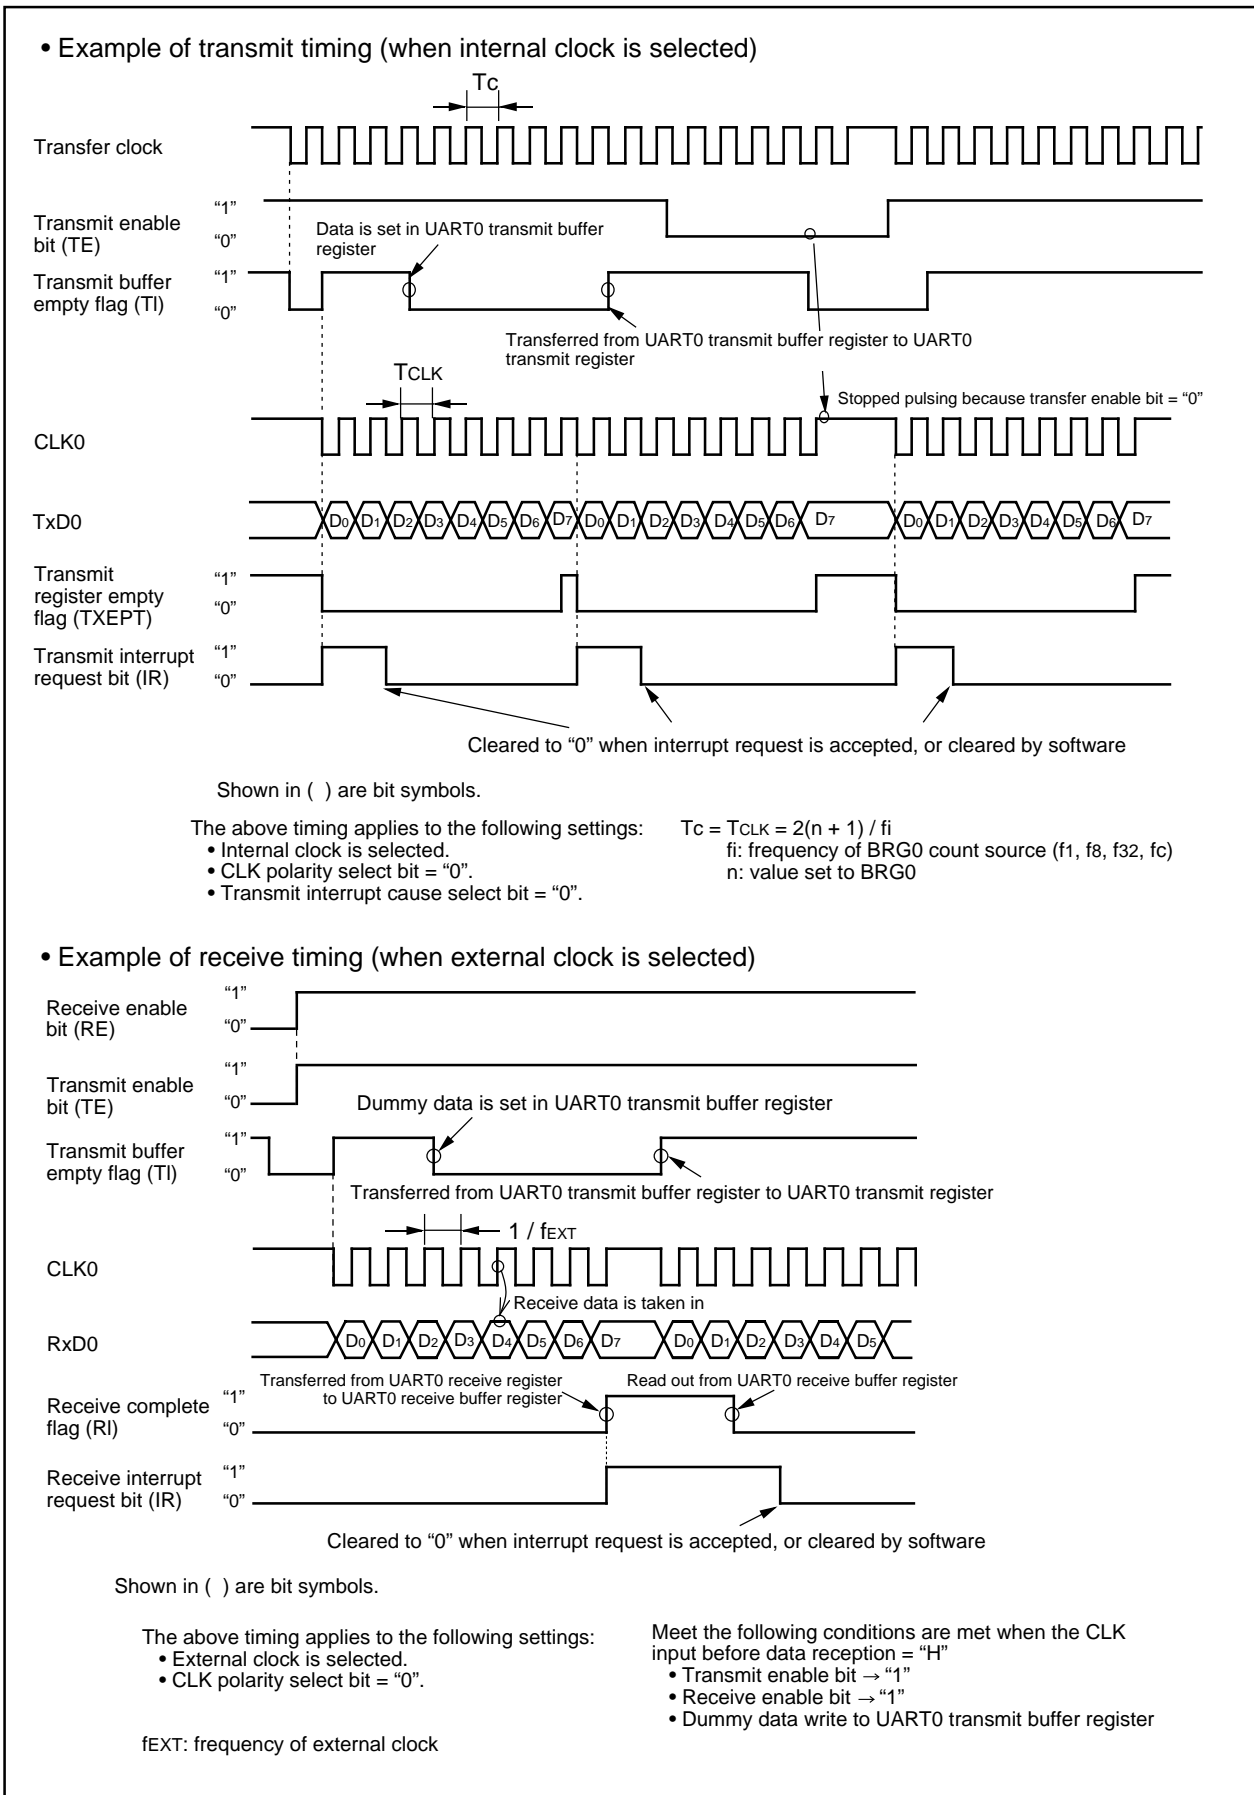 • Example of transmit timing (when internal clock is selected)
Tc
Transfer clock
Transmit enable
bit (TE)
“1”
“0”
Data is set in UART0 transmit buffer
register
Transmit buffer
empty flag (Tl)
“1”
“0”
Transferred from UART0 transmit buffer register to UART0
transmit register
TCLK
Stopped pulsing because transfer enable bit = “0”
CLK0
TxD0
D0 D1 D2 D3 D4 D5 D6 D7 D0 D1 D2 D3 D4 D5 D6 D7 D0 D1 D2 D3 D4 D5 D6 D7
Transmit
register empty
flag (TXEPT)
“1”
“0”
Transmit interrupt
request bit (IR)
“1”
“0”
Cleared to “0” when interrupt request is accepted, or cleared by software
Shown in ( ) are bit symbols.
The above timing applies to the following settings:
• Internal clock is selected.
• CLK polarity select bit = “0”.
• Transmit interrupt cause select bit = “0”.
Tc = TCLK = 2(n + 1) / fi
fi: frequency of BRG0 count source (f1, f8, f32, fc)
n: value set to BRG0
• Example of receive timing (when external clock is selected)
Receive enable
bit (RE)
“1”
“0”
Transmit enable
bit (TE)
“1”
“0”
Dummy data is set in UART0 transmit buffer register
Transmit buffer
empty flag (Tl)
“1”
“0”
Transferred from UART0 transmit buffer register to UART0 transmit register
1 / fEXT
CLK0
Receive data is taken in
RxD0
D0 D1 D2 D3 D4 D5 D6 D7 D0 D1 D2 D3 D4 D5
Transferred from UART0 receive register
to UART0 receive buffer register
Read out from UART0 receive buffer register
Receive complete
flag (Rl)
“1”
“0”
Receive interrupt
request bit (IR)
“1”
“0”
Cleared to “0” when interrupt request is accepted, or cleared by software
Shown in ( ) are bit symbols.
The above timing applies to the following settings:
• External clock is selected.
• CLK polarity select bit = “0”.
fEXT: frequency of external clock
Meet the following conditions are met when the CLK
input before data reception = “H”
• Transmit enable bit → “1”
• Receive enable bit → “1”
• Dummy data write to UART0 transmit buffer register